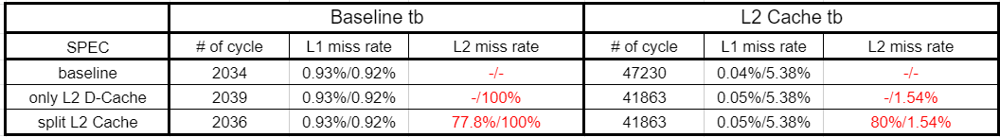 Baseline tb L2 Cache tb
SPEC # of cycle L1 miss rate L2 miss rate # of cycle L1 miss rate L2 miss rate
baseline 2034 0.93%/0.92% -/- 47230 0.04%/5.38% -/-
only L2 D-Cache 2039 0.93%/0.92% -/100% 41863 0.05%/5.38% -/1.54%
split L2 Cache 2036 0.93%/0.92% 77.8%/100% 41863 0.05%/5.38% 80%/1.54%